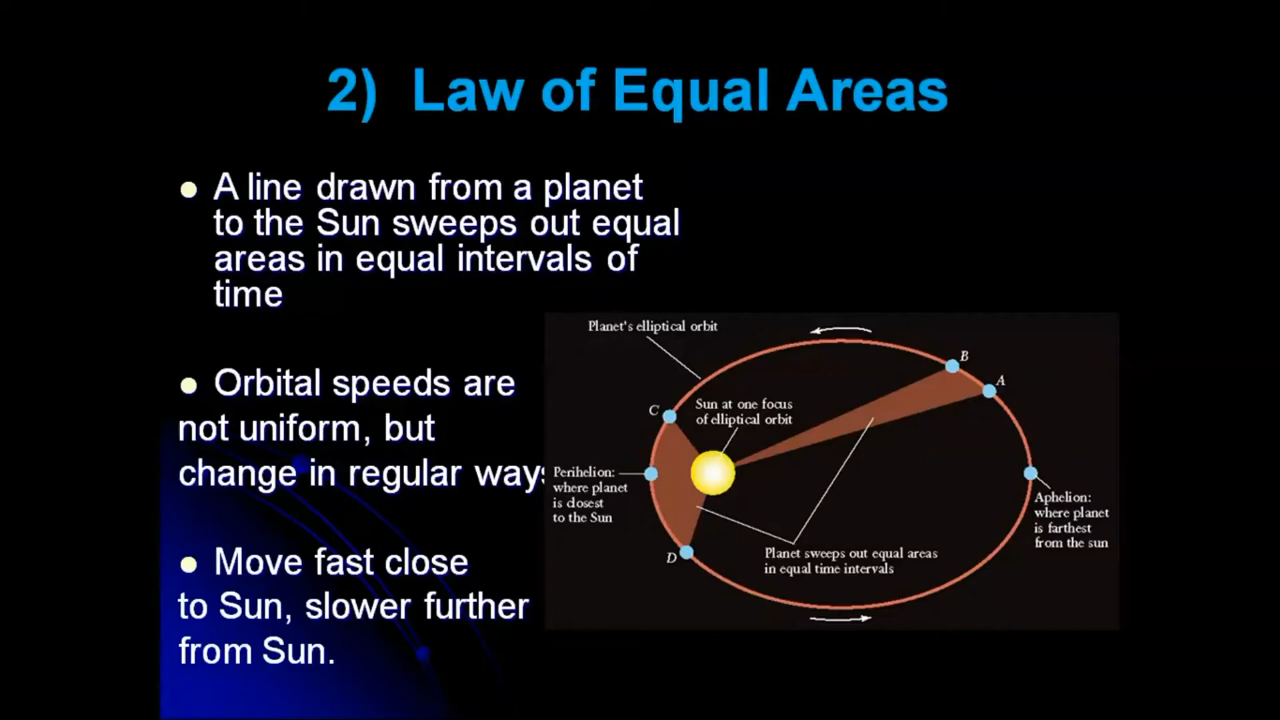 2) Law of Equal Areas
A line drawn from a planet
to the Sun sweeps out equal
areas in equal intervals of
time
Orbital speeds are
not uniform, but
change in regular ways
Move fast close
to Sun, slower further
from Sun.
Planet's elliptical orbit
B
A
C
Sun at one focus
of elliptical orbit
Perihelion:
where planet
is closest
to the Sun
Aphelion:
where planet
is farthest
from the sun
D
Planet sweeps out equal areas
in equal time intervals